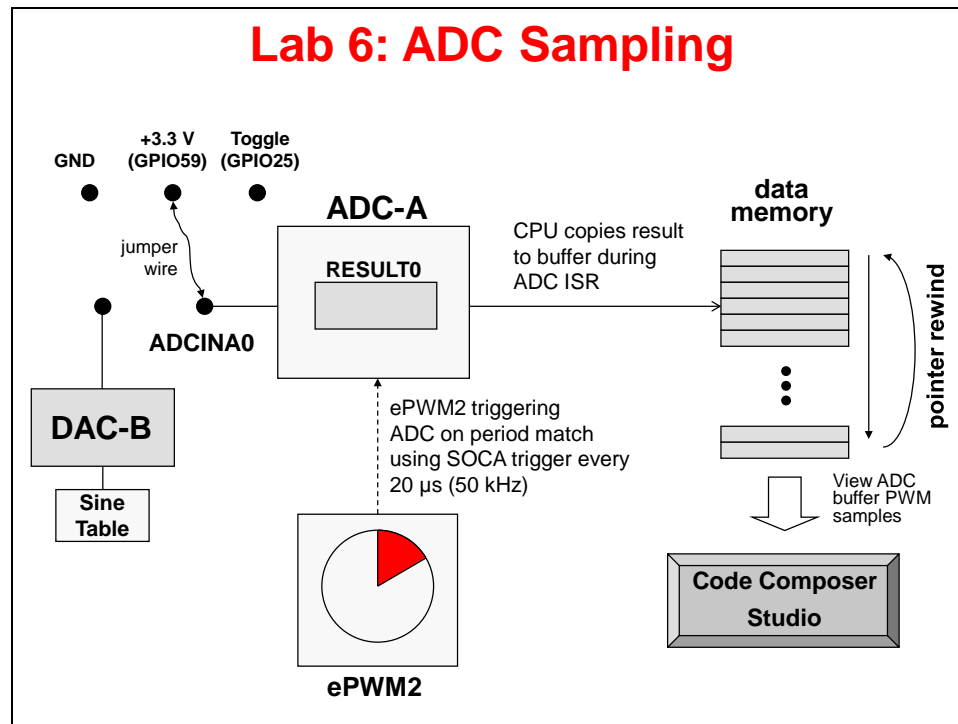 Lab 6: ADC Sampling
GND
+3.3 V
(GPIO59)
Toggle
(GPIO25)
jumper
wire
ADCINA0
ADC-A
RESULT0
CPU copies result
to buffer during
ADC ISR
data
memory
pointer rewind
DAC-B
Sine
Table
ePWM2 triggering
ADC on period match
using SOCA trigger every
20 µs (50 kHz)
ePWM2
View ADC
buffer PWM
samples
Code Composer
Studio